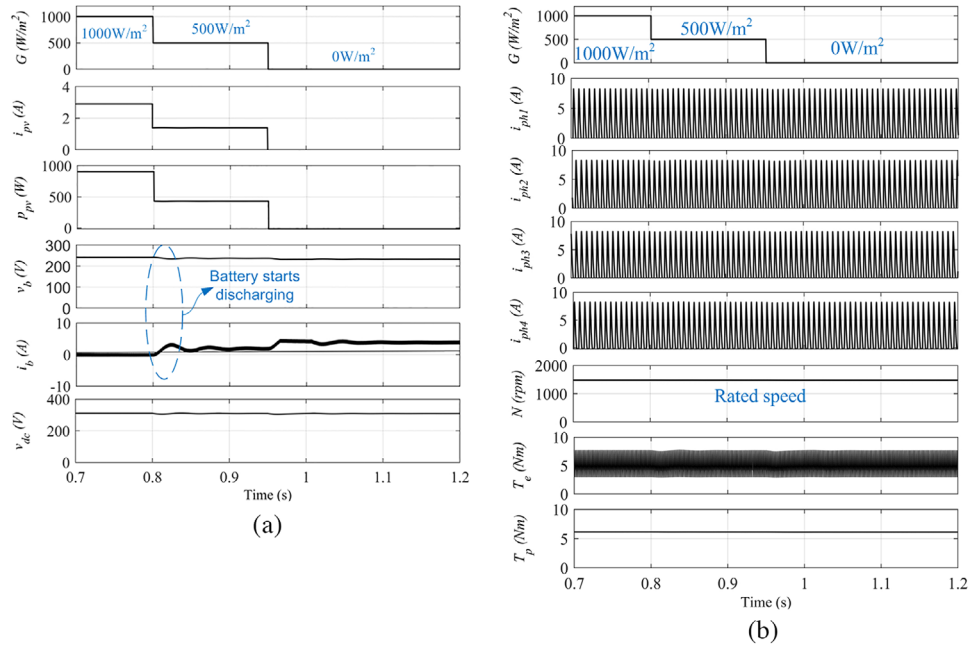 G (W/m²)
1000
500
0
1000W/m²
500W/m²
0W/m²
i_pv (A)
4
2
0
p_pv (W)
1000
500
0
v_b (V)
300
200
100
0
Battery starts
discharging
i_b (A)
10
0
-10
v_dc (V)
400
200
0
0.7 0.8 0.9 1 1.1 1.2
Time (s)
(a)
G (W/m²)
1000
500
0
1000W/m²
500W/m²
0W/m²
i_ph1 (A)
10
5
0
i_ph2 (A)
10
5
0
i_ph3 (A)
10
5
0
i_ph4 (A)
10
5
0
N (rpm)
2000
1000
0
Rated speed
T_e (Nm)
10
5
0
T_p (Nm)
10
5
0
0.7 0.8 0.9 1 1.1 1.2
Time (s)
(b)